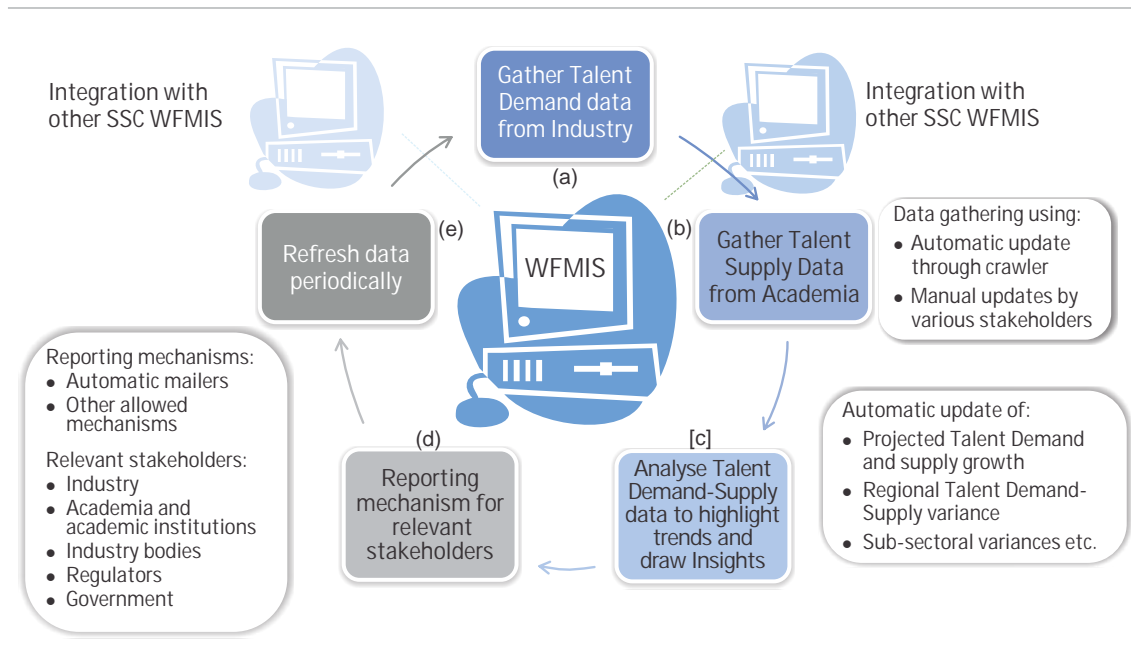 Integration with
other SSC WFMIS
Gather Talent
Demand data
from Industry
(a)
Integration with
other SSC WFMIS
WFMIS
(b)
Gather Talent
Supply Data
from Academia
Data gathering using:
• Automatic update
through crawler
• Manual updates by
various stakeholders
[c]
Analyse Talent
Demand-Supply
data to highlight
trends and
draw Insights
Automatic update of:
• Projected Talent Demand
and supply growth
• Regional Talent Demand-
Supply variance
• Sub-sectoral variances etc.
(d)
Reporting
mechanism for
relevant
stakeholders
Reporting mechanisms:
• Automatic mailers
• Other allowed
mechanisms
Relevant stakeholders:
• Industry
• Academia and
academic institutions
• Industry bodies
• Regulators
• Government
(e)
Refresh data
periodically